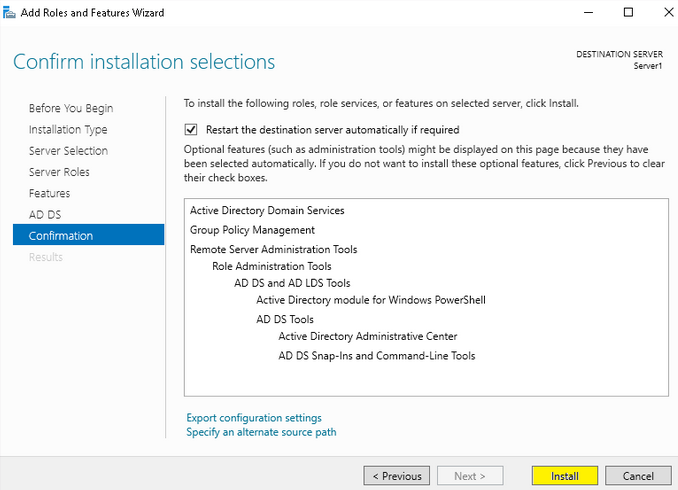 Add Roles and Features Wizard
Confirm installation selections
DESTINATION SERVER
Server1
Before You Begin
Installation Type
Server Selection
Server Roles
Features
AD DS
Confirmation
Results
To install the following roles, role services, or features on selected server, click Install.
Restart the destination server automatically if required
Optional features (such as administration tools) might be displayed on this page because they have
been selected automatically. If you do not want to install these optional features, click Previous to clear
their check boxes.
Active Directory Domain Services
Group Policy Management
Remote Server Administration Tools
Role Administration Tools
AD DS and AD LDS Tools
Active Directory module for Windows PowerShell
AD DS Tools
Active Directory Administrative Center
AD DS Snap-Ins and Command-Line Tools
Export configuration settings
Specify an alternate source path
< Previous
Next >
Install
Cancel